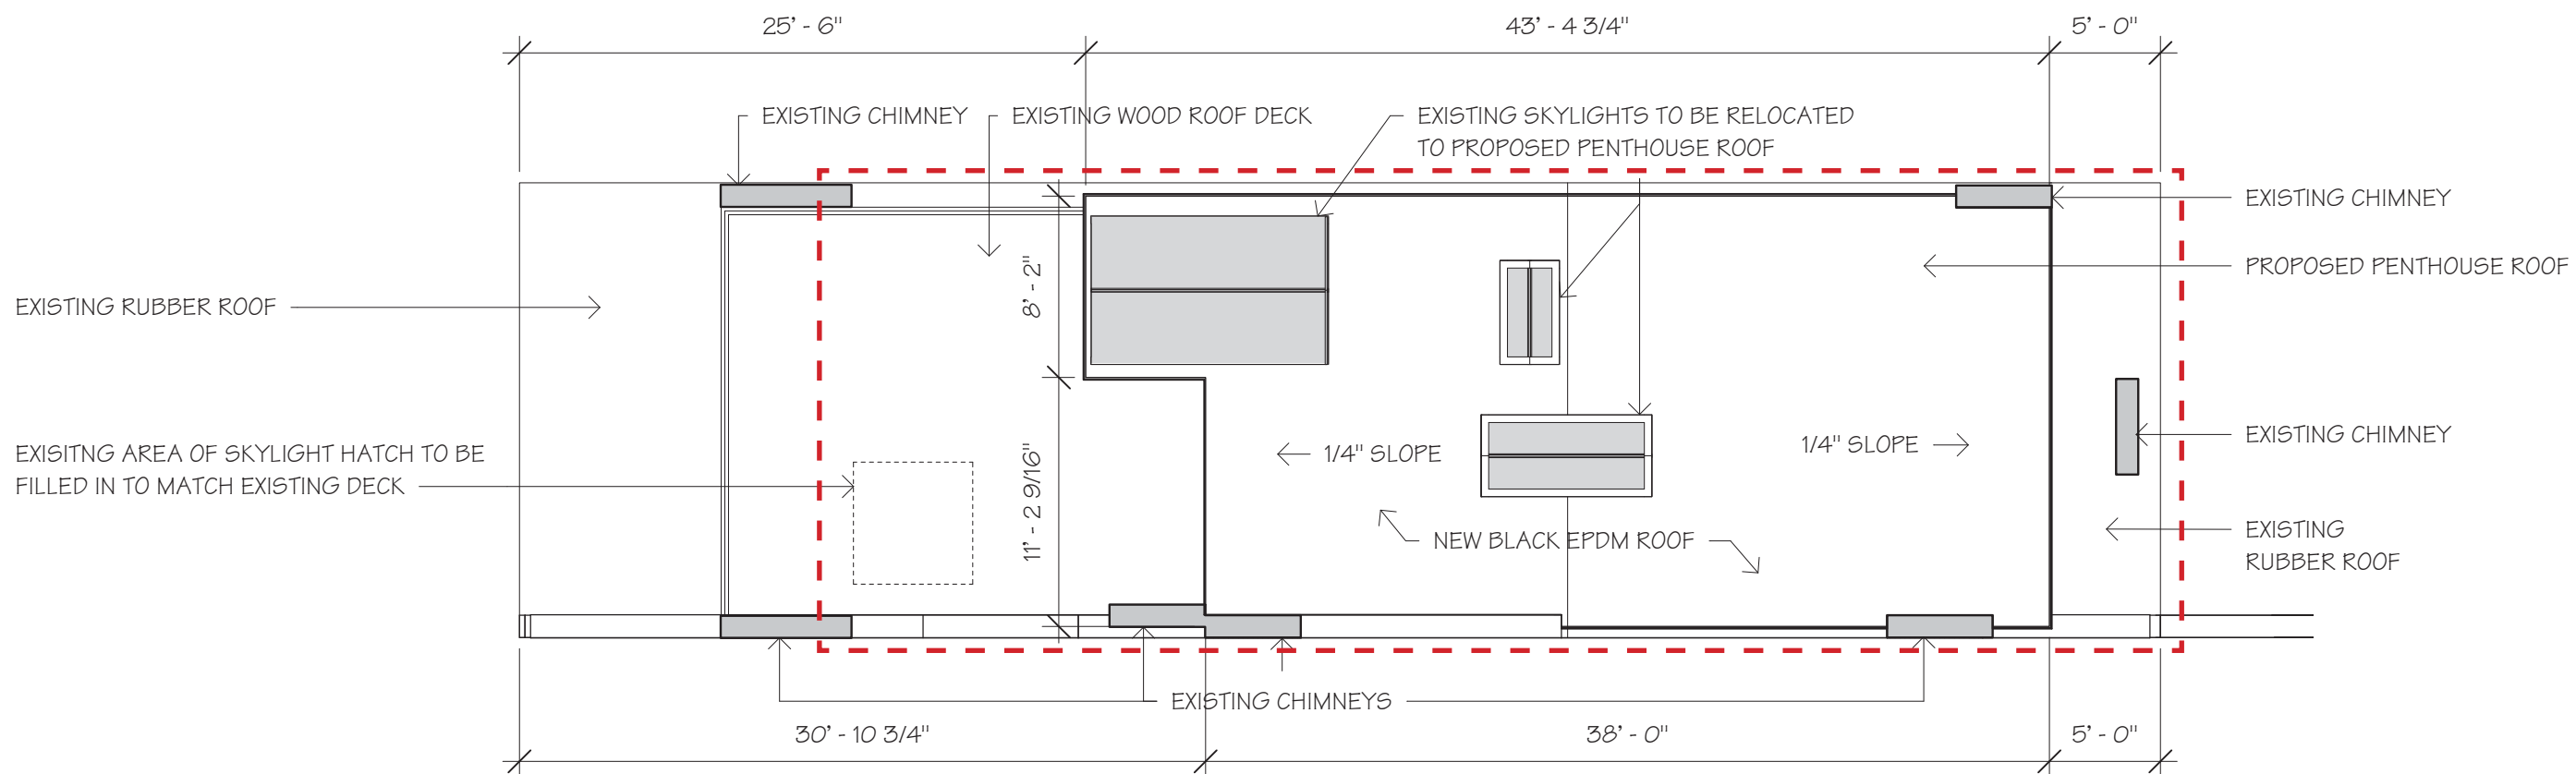 25' - 6"
43' - 4 3/4"
5' - 0"
EXISTING CHIMNEY
EXISTING WOOD ROOF DECK
EXISTING SKYLIGHTS TO BE RELOCATED
TO PROPOSED PENTHOUSE ROOF
EXISTING CHIMNEY
PROPOSED PENTHOUSE ROOF
8' - 2"
EXISTING RUBBER ROOF
EXISITNG AREA OF SKYLIGHT HATCH TO BE
FILLED IN TO MATCH EXISTING DECK
11' - 2 9/16"
1/4" SLOPE
1/4" SLOPE
EXISTING CHIMNEY
NEW BLACK EPDM ROOF
EXISTING
RUBBER ROOF
EXISTING CHIMNEYS
30' - 10 3/4"
38' - 0"
5' - 0"